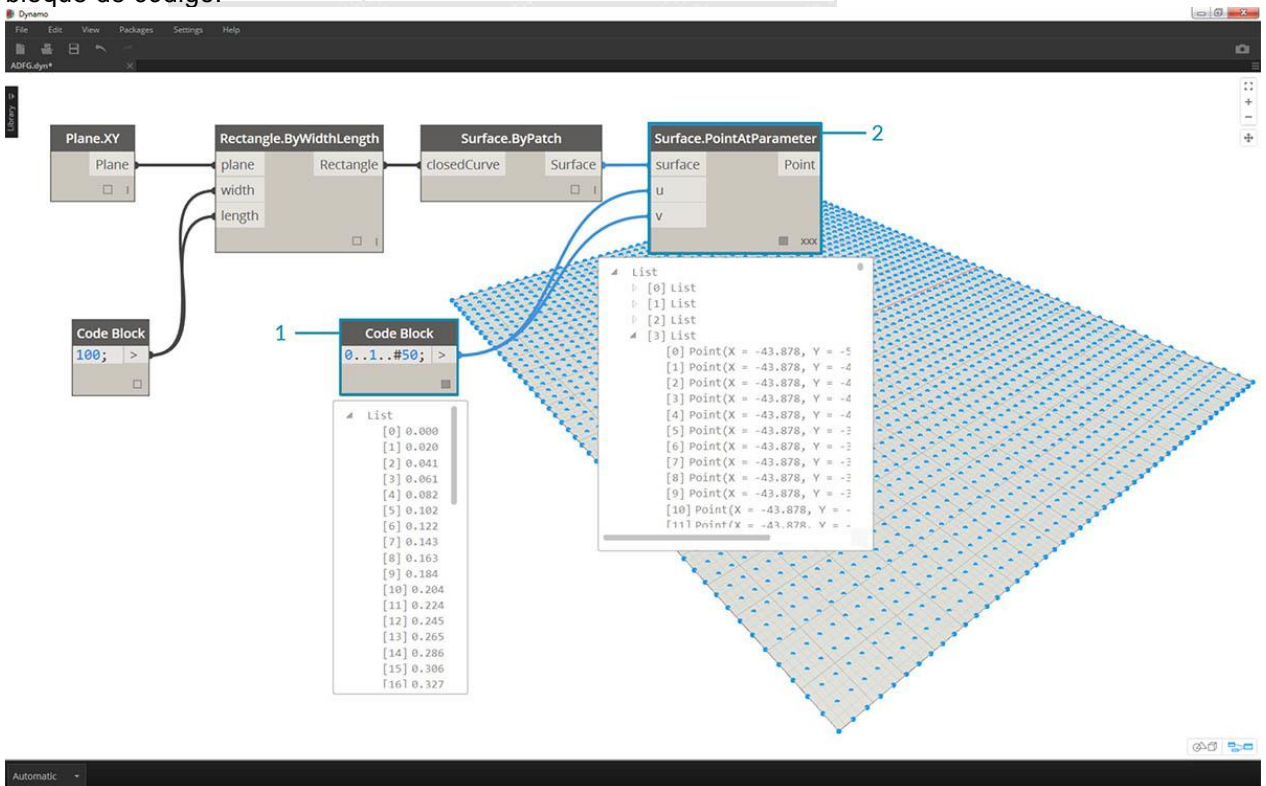 bloque de código.
Dynamo
File Edit View Packages Settings Help
ADFG.dyn*
Library
Plane.XY
Plane
Rectangle.ByWidthLength
plane Rectangle
width
length
Surface.ByPatch
closedCurve Surface
Surface.PointAtParameter
surface Point
u
v
xxx
2
Code Block
100; >
1
Code Block
0..1..#50; >
List
[0] 0.000
[1] 0.020
[2] 0.041
[3] 0.061
[4] 0.082
[5] 0.102
[6] 0.122
[7] 0.143
[8] 0.163
[9] 0.184
[10] 0.204
[11] 0.224
[12] 0.245
[13] 0.265
[14] 0.286
[15] 0.306
[16] 0.327
List
[0] List
[1] List
[2] List
[3] List
[0] Point(X = -43.878, Y = -5
[1] Point(X = -43.878, Y = -4
[2] Point(X = -43.878, Y = -4
[3] Point(X = -43.878, Y = -4
[4] Point(X = -43.878, Y = -4
[5] Point(X = -43.878, Y = -3
[6] Point(X = -43.878, Y = -3
[7] Point(X = -43.878, Y = -3
[8] Point(X = -43.878, Y = -3
[9] Point(X = -43.878, Y = -3
[10] Point(X = -43.878, Y = -
[11] Point(X = -43.878, Y = -
Automatic